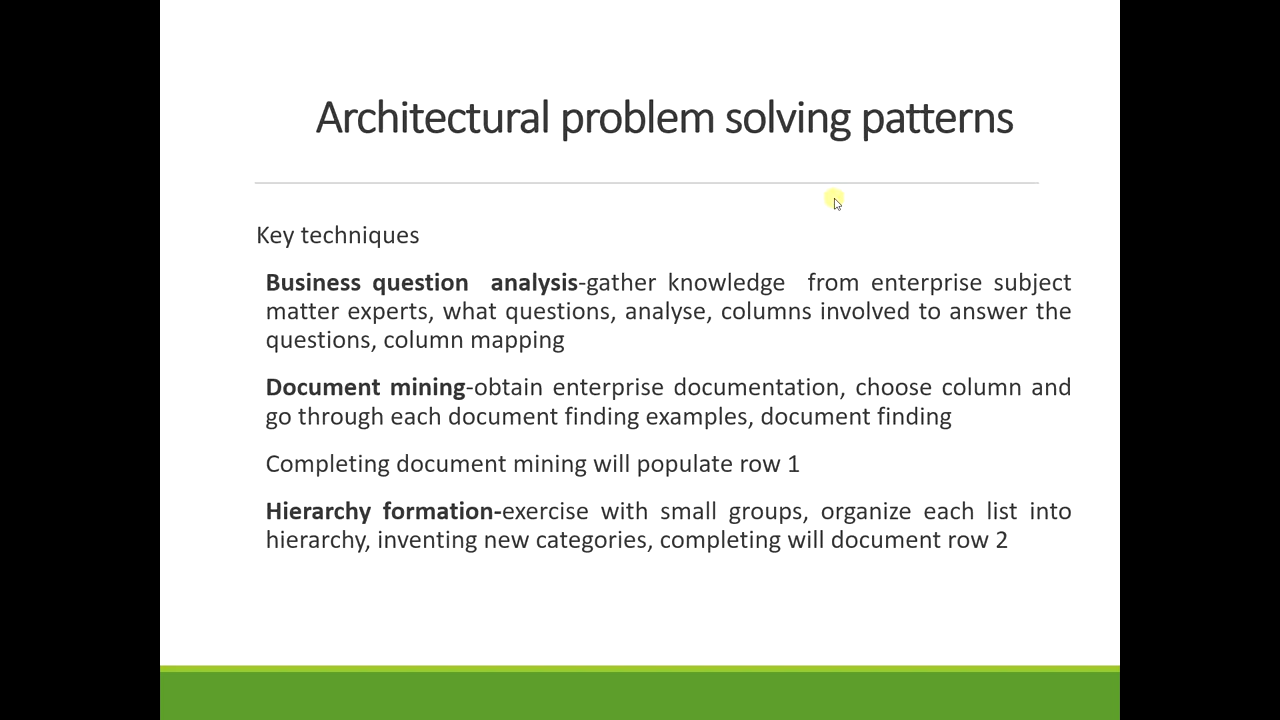 Architectural problem solving patterns
Key techniques
Business question analysis-gather knowledge from enterprise subject
matter experts, what questions, analyse, columns involved to answer the
questions, column mapping
Document mining-obtain enterprise documentation, choose column and
go through each document finding examples, document finding
Completing document mining will populate row 1
Hierarchy formation-exercise with small groups, organize each list into
hierarchy, inventing new categories, completing will document row 2